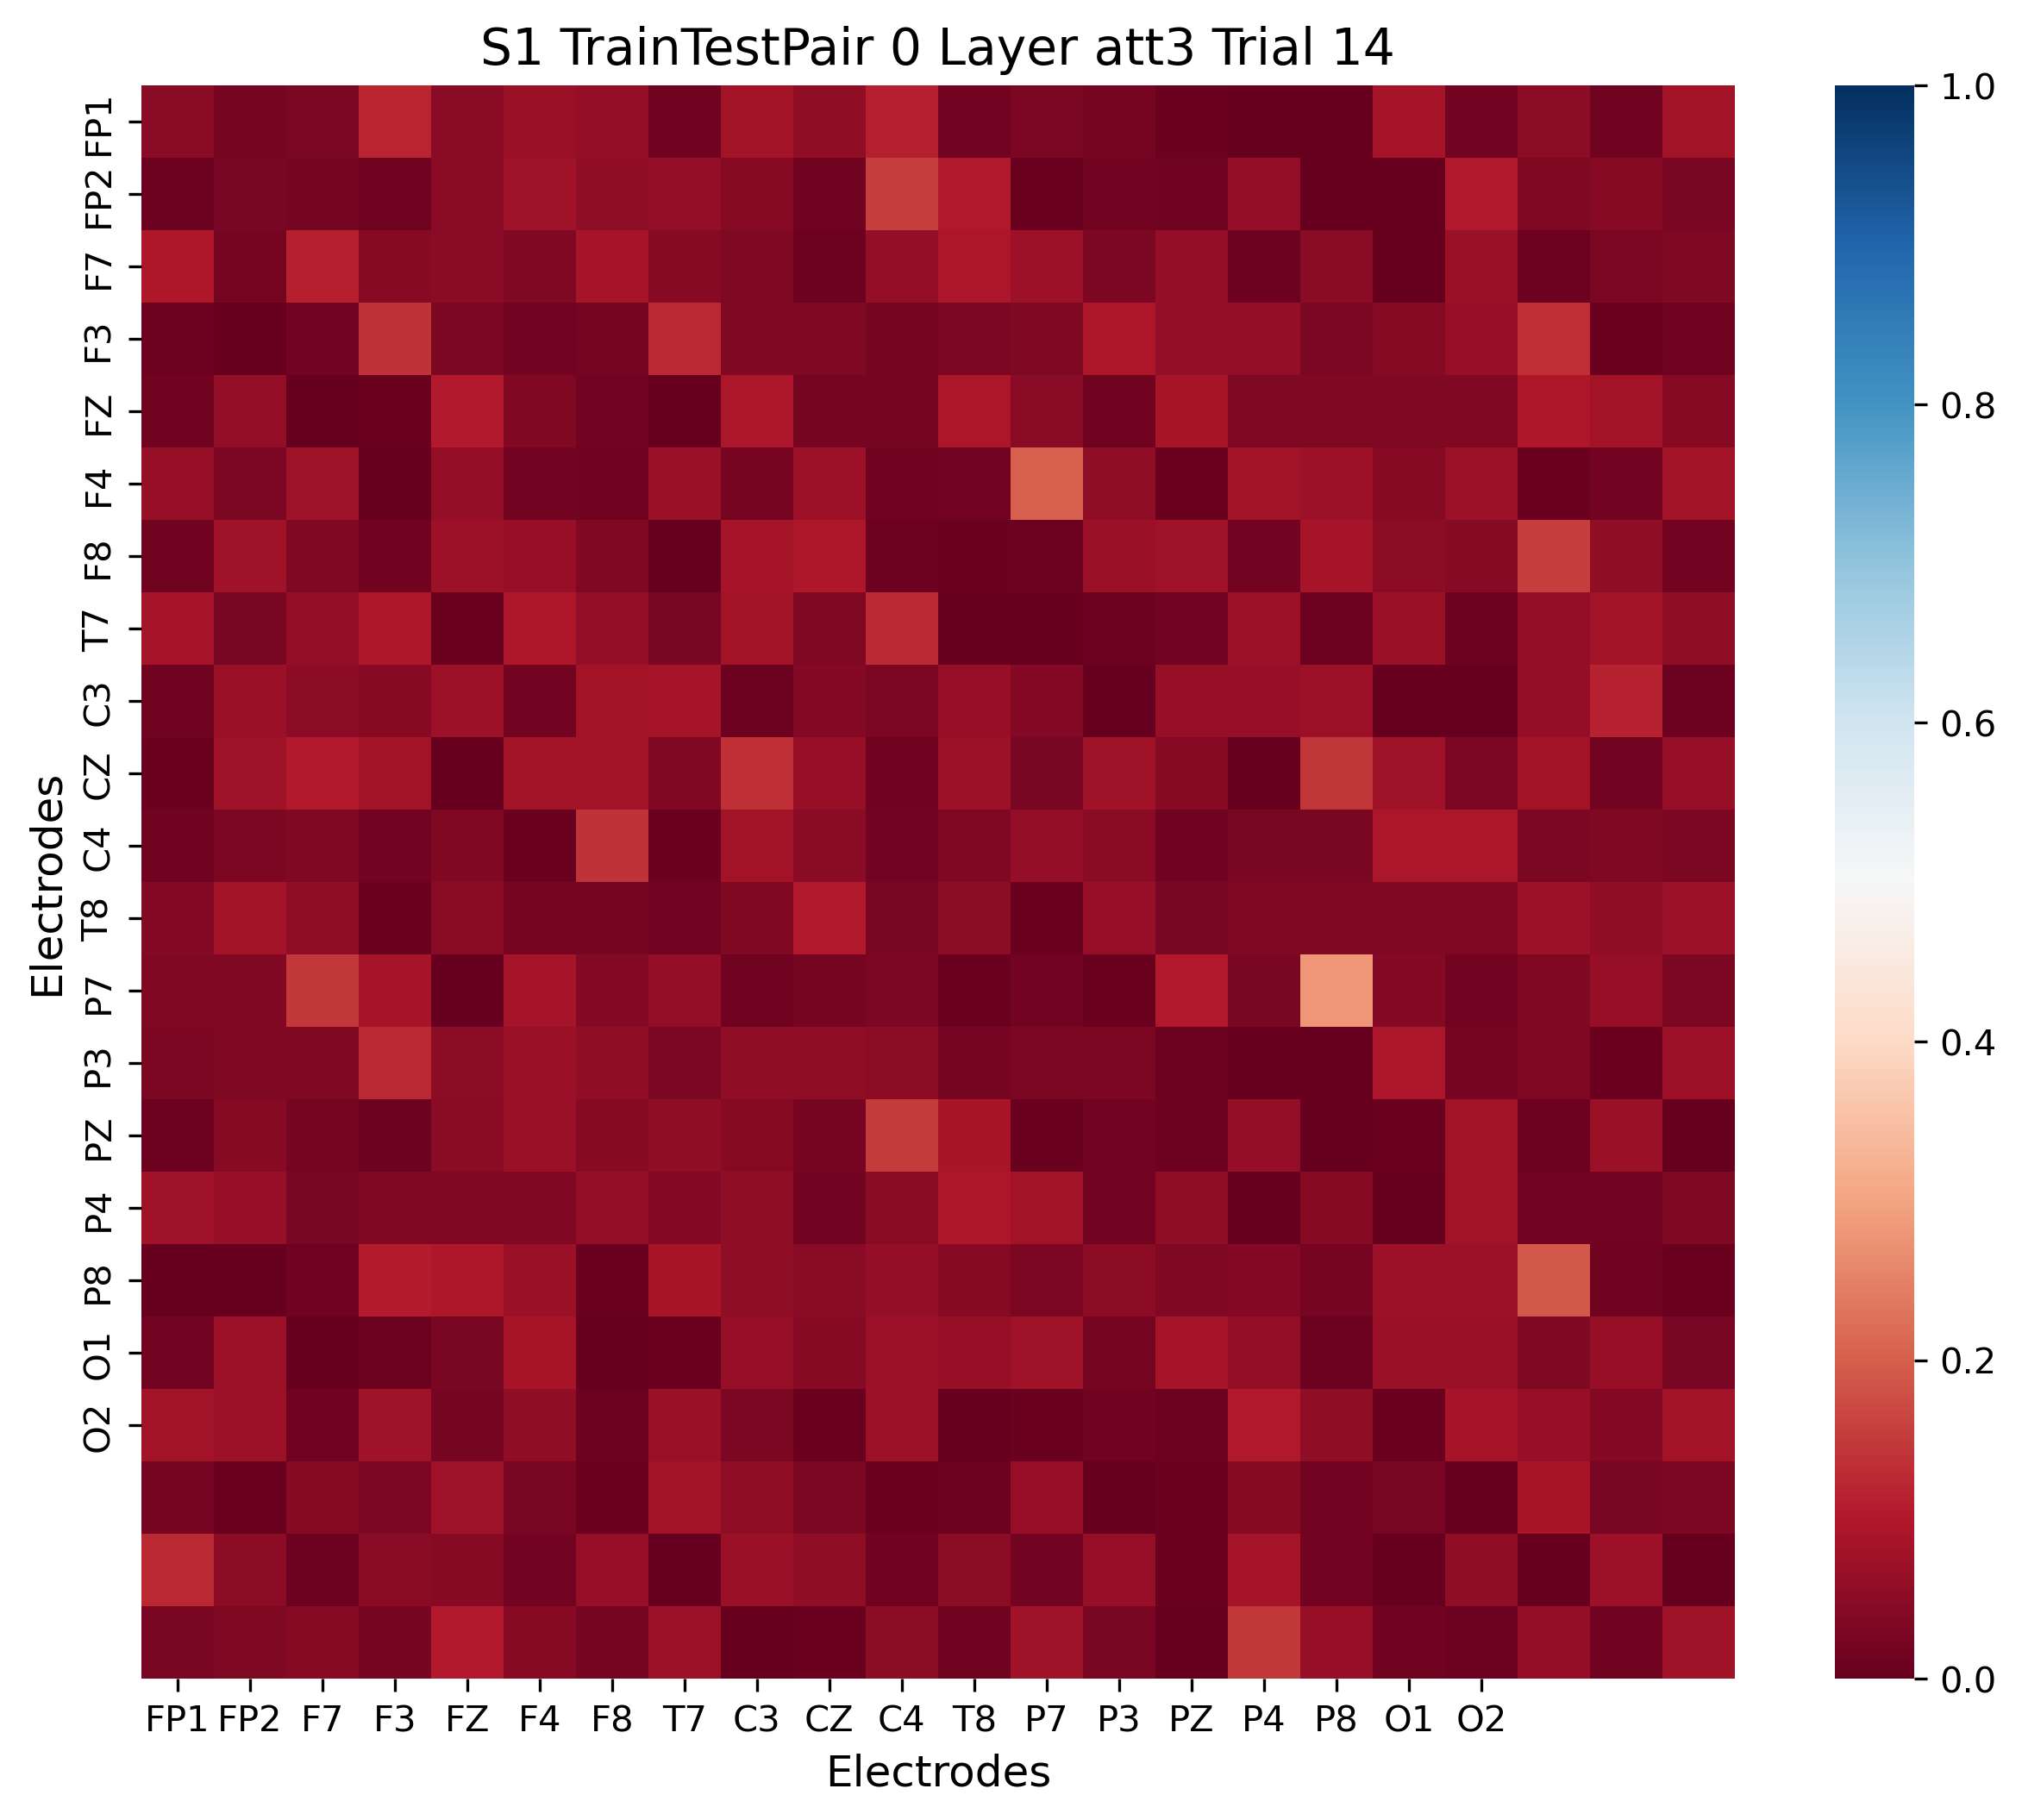 S1 TrainTestPair 0 Layer att3 Trial 14
Electrodes
FP1
FP2
F7
F3
FZ
F4
F8
T7
C3
CZ
C4
T8
P7
P3
PZ
P4
P8
O1
O2
FP1 FP2 F7 F3 FZ F4 F8 T7 C3 CZ C4 T8 P7 P3 PZ P4 P8 O1 O2
Electrodes
1.0
0.8
0.6
0.4
0.2
0.0